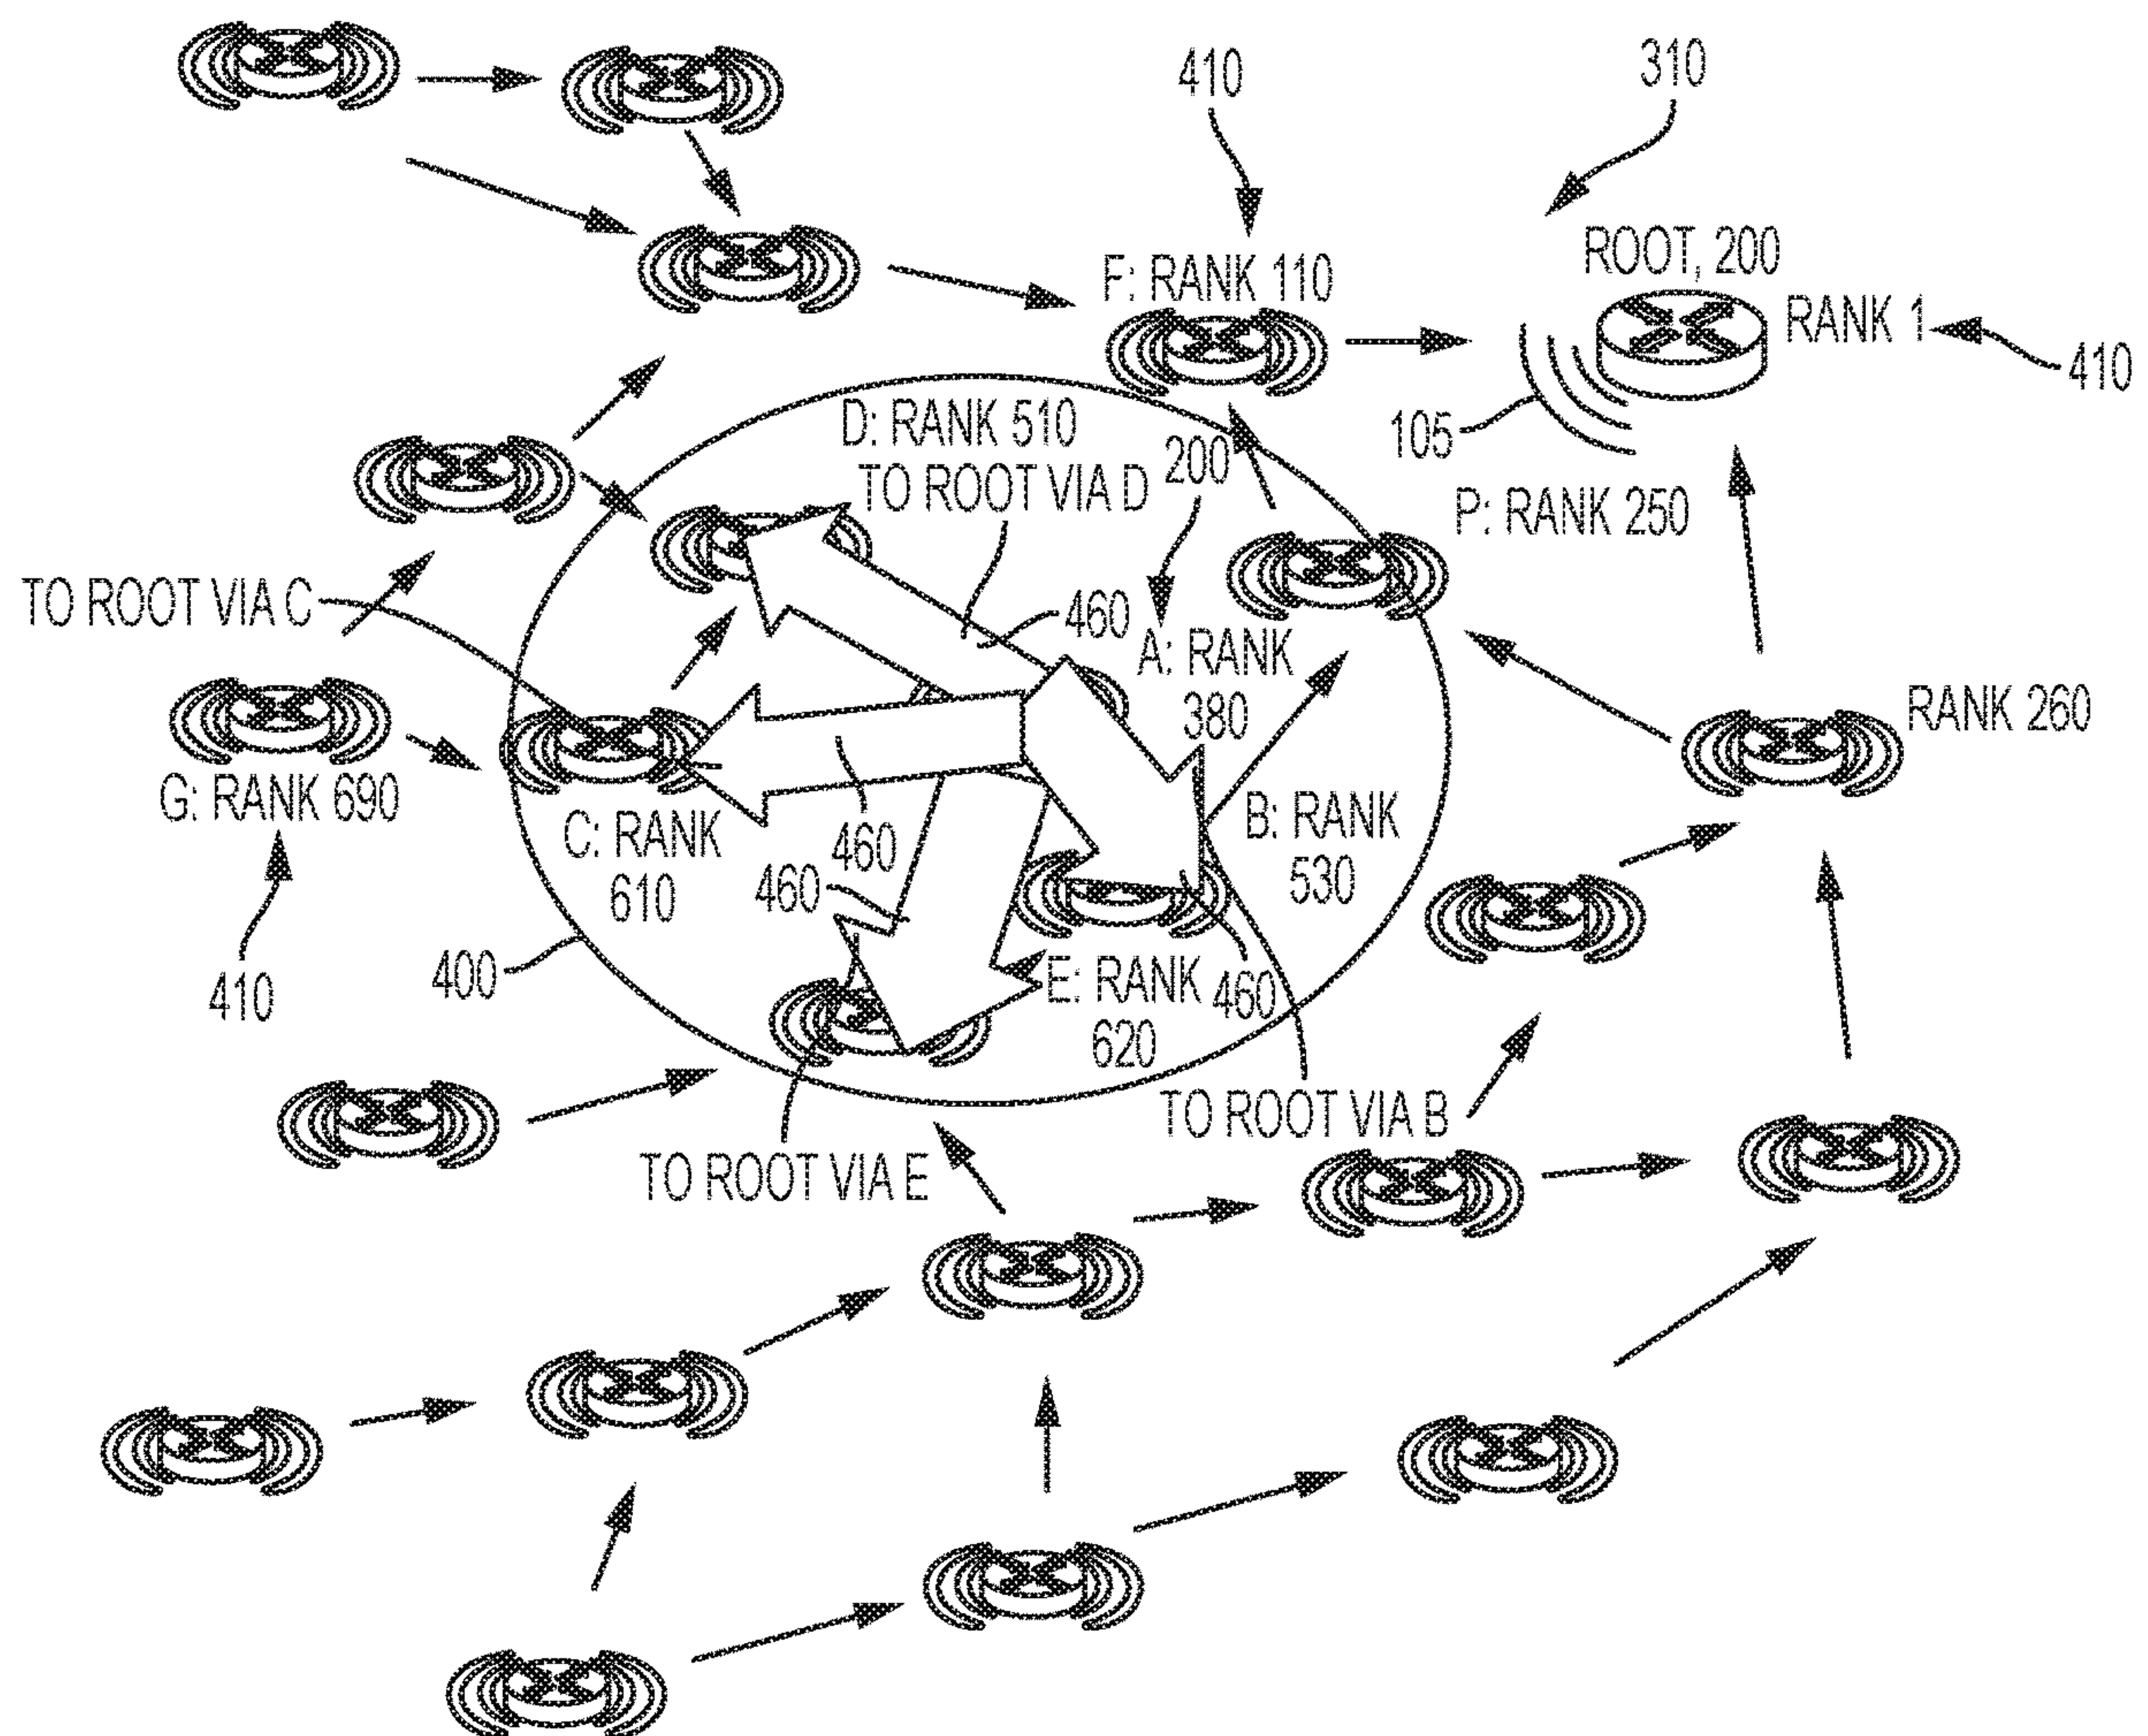 410
310
ROOT, 200
F: RANK 110
RANK 1
410
D: RANK 510
105
TO ROOT VIA D
200
P: RANK 250
TO ROOT VIA C
460
A: RANK
380
RANK 260
G: RANK 690
C: RANK
610
460
460
B: RANK
530
400
410
E: RANK
620
460
TO ROOT VIA B
TO ROOT VIA E